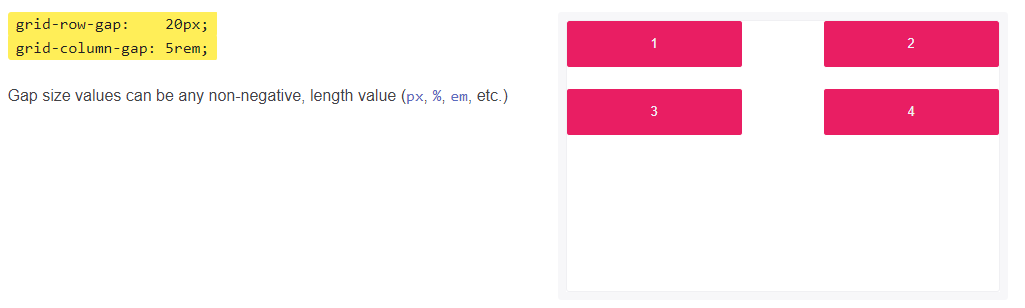 grid-row-gap:    20px;
grid-column-gap: 5rem;
Gap size values can be any non-negative, length value (px, %, em, etc.)
1 2
3 4